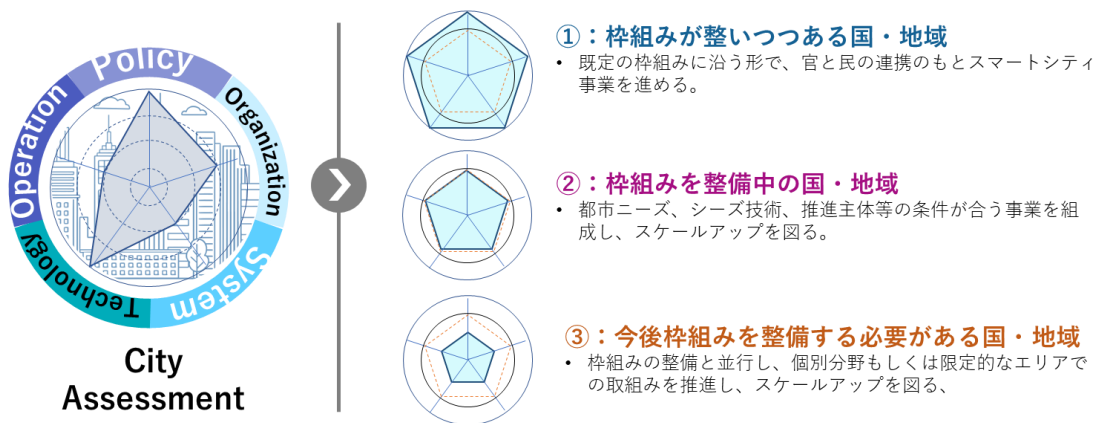 Policy
Organization
System
Technology
Operation
City
Assessment
①：枠組みが整いつつある国・地域
• 既定の枠組みに沿う形で、官と民の連携のもとスマートシティ
事業を進める。
②：枠組みを整備中の国・地域
• 都市ニーズ、シーズ技術、推進主体等の条件が合う事業を組
成し、スケールアップを図る。
③：今後枠組みを整備する必要がある国・地域
• 枠組みの整備と並行し、個別分野もしくは限定的なエリアで
の取組みを推進し、スケールアップを図る、